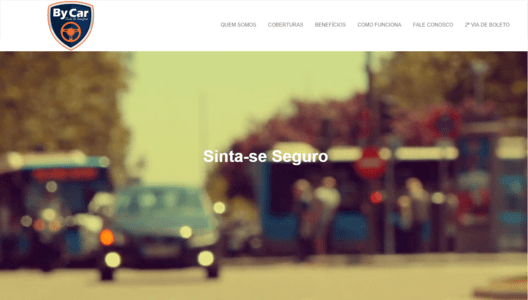 By Car
QUEM SOMOS COBERTURAS BENEFÍCIOS COMO FUNCIONA FALE CONOSCO 2ª VIA DE BOLETO
Sinta-se Seguro